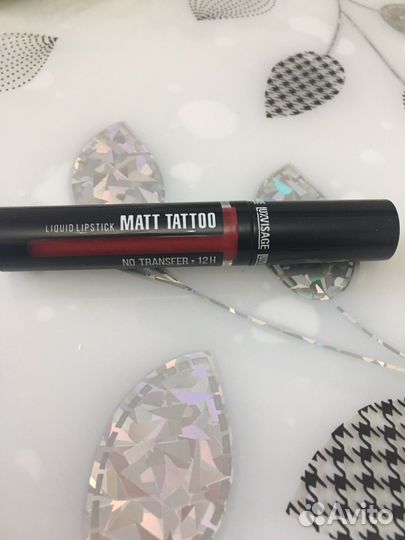 LIQUID LIPSTICK MATT TATTOO
NO TRANSFER • 12H
LUXVISAGE
Avito